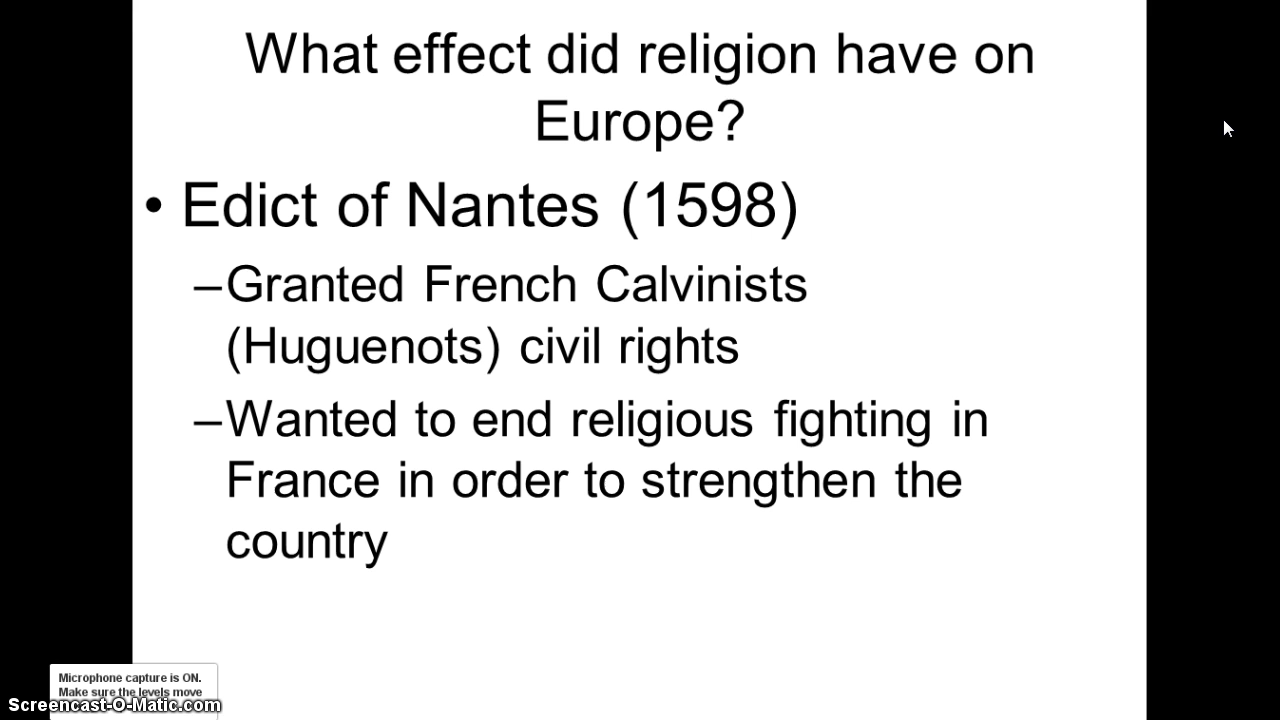 What effect did religion have on
Europe?
• Edict of Nantes (1598)
–Granted French Calvinists
(Huguenots) civil rights
–Wanted to end religious fighting in
France in order to strengthen the
country
Microphone capture is ON.
Make sure the levels move
Screencast-O-Matic.com